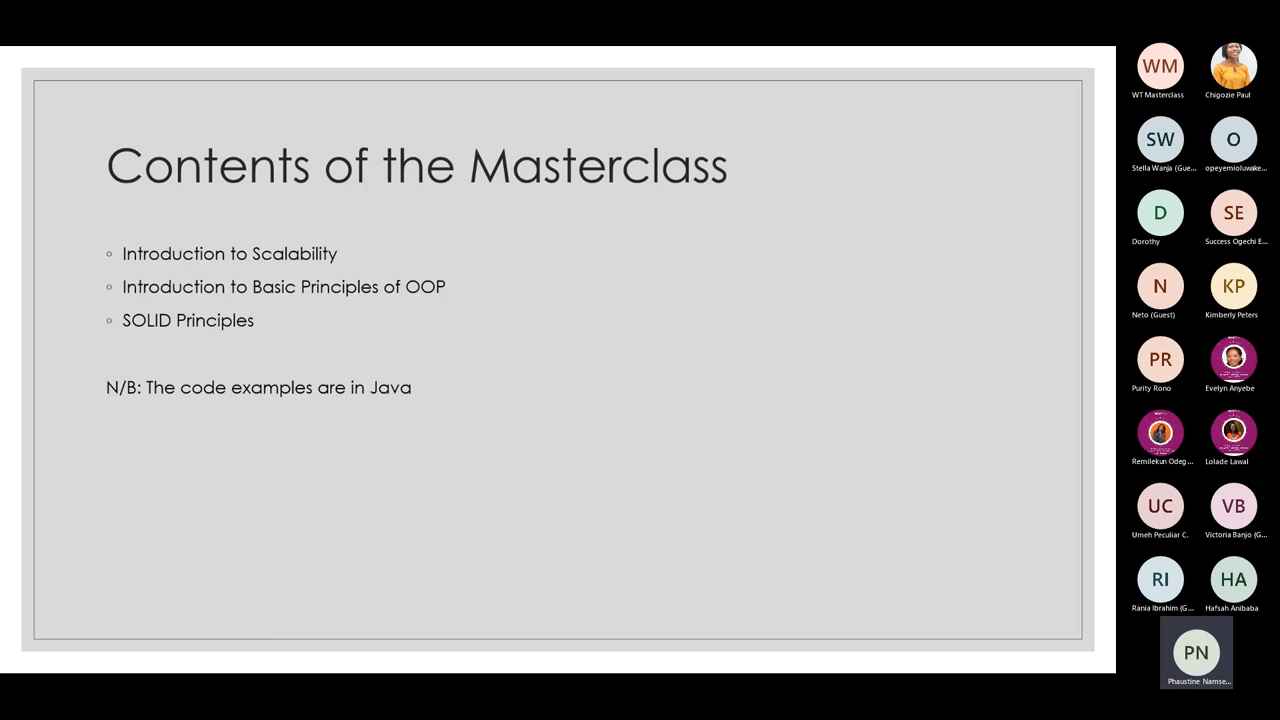 Contents of the Masterclass
◦ Introduction to Scalability
◦ Introduction to Basic Principles of OOP
◦ SOLID Principles
N/B: The code examples are in Java
WM
WT Masterclass
Chigozie Paul
SW
Stella Wanja (Gue...
O
opeyemioluwake...
D
Dorothy
SE
Success Ogechi E...
N
Neto (Guest)
KP
Kimberly Peters
PR
Purity Rono
Evelyn Anyebe
Remilekun Odeg...
Lolade Lawal
UC
Umeh Peculiar C.
VB
Victoria Banjo (G...
RI
Rania Ibrahim (G...
HA
Hafsah Anibaba
PN
Phaustine Namse...